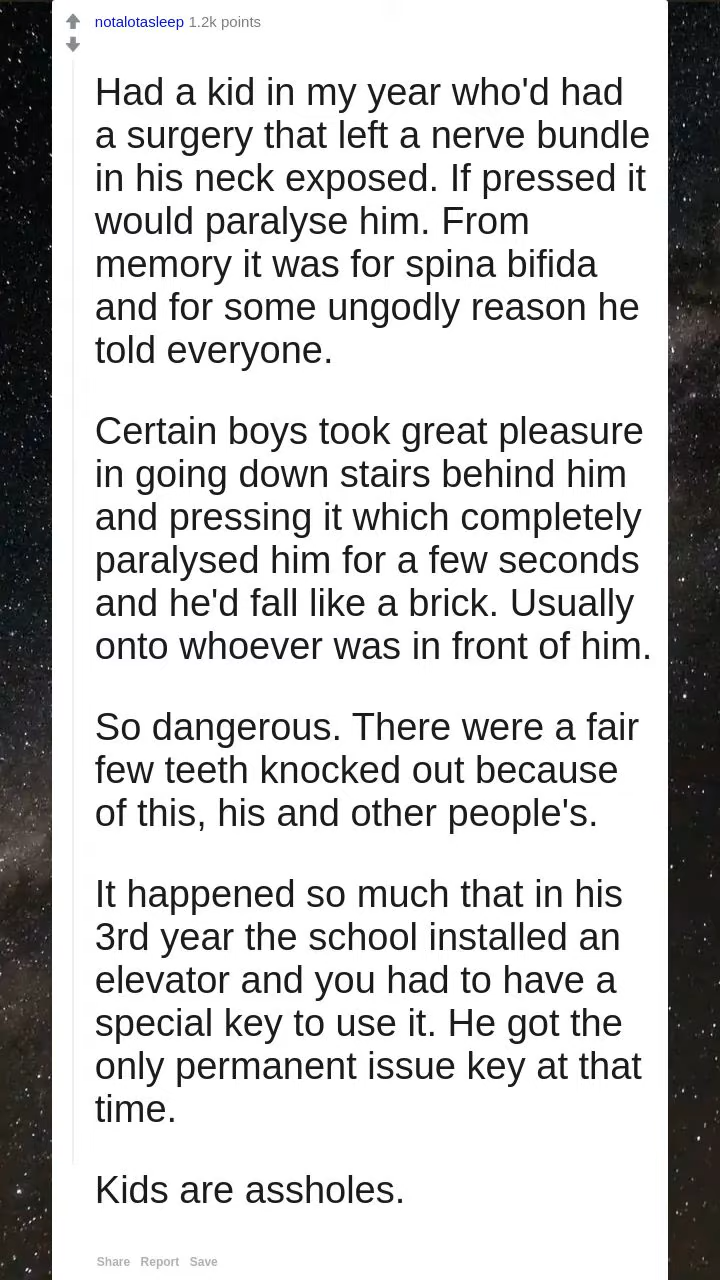 notalotasleep 1.2k points
Had a kid in my year who'd had
a surgery that left a nerve bundle
in his neck exposed. If pressed it
would paralyse him. From
memory it was for spina bifida
and for some ungodly reason he
told everyone.
Certain boys took great pleasure
in going down stairs behind him
and pressing it which completely
paralysed him for a few seconds
and he'd fall like a brick. Usually
onto whoever was in front of him.
So dangerous. There were a fair
few teeth knocked out because
of this, his and other people's.
It happened so much that in his
3rd year the school installed an
elevator and you had to have a
special key to use it. He got the
only permanent issue key at that
time.
Kids are assholes.
Share Report Save